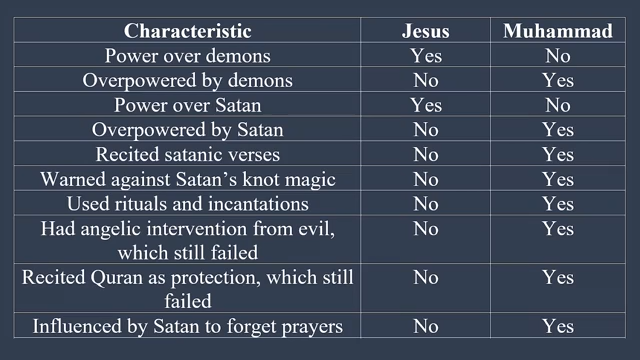 Characteristic Jesus Muhammad
Power over demons Yes No
Overpowered by demons No Yes
Power over Satan Yes No
Overpowered by Satan No Yes
Recited satanic verses No Yes
Warned against Satan's knot magic No Yes
Used rituals and incantations No Yes
Had angelic intervention from evil, No Yes
which still failed
Recited Quran as protection, which still No Yes
failed
Influenced by Satan to forget prayers No Yes